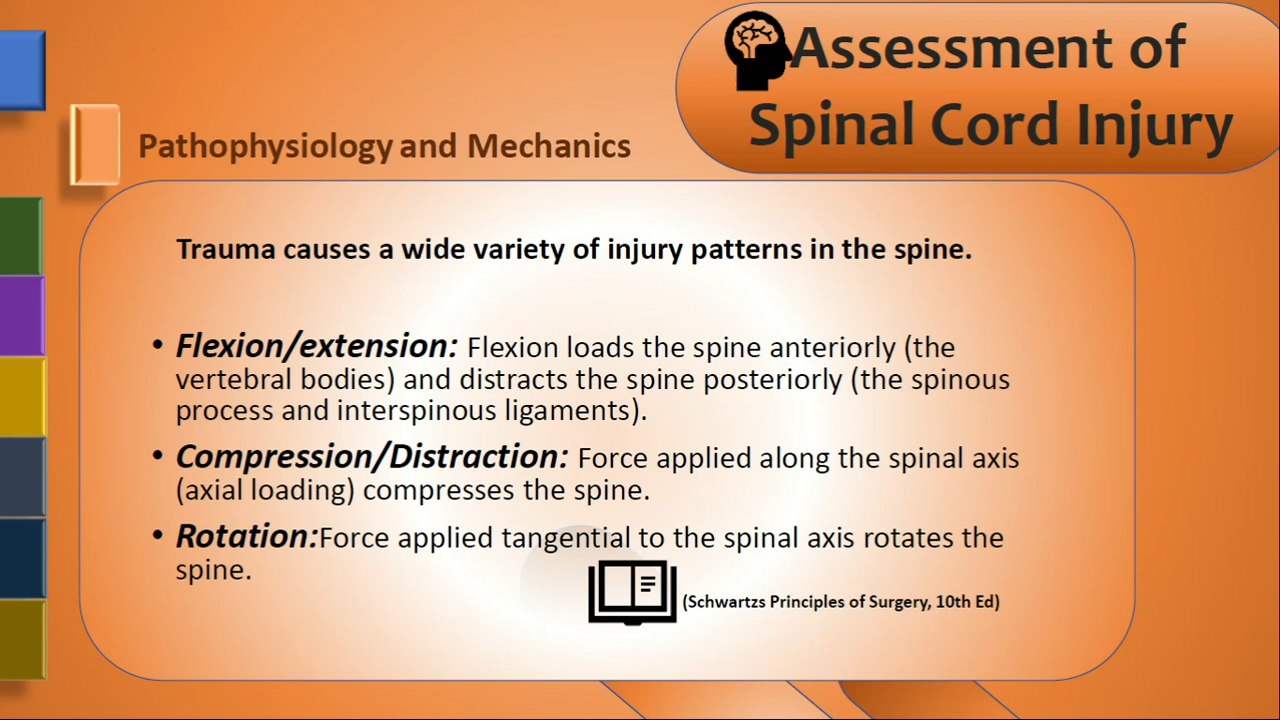 Assessment of
Spinal Cord Injury
Pathophysiology and Mechanics
Trauma causes a wide variety of injury patterns in the spine.
• Flexion/extension: Flexion loads the spine anteriorly (the
vertebral bodies) and distracts the spine posteriorly (the spinous
process and interspinous ligaments).
• Compression/Distraction: Force applied along the spinal axis
(axial loading) compresses the spine.
• Rotation:Force applied tangential to the spinal axis rotates the
spine.
(Schwartzs Principles of Surgery, 10th Ed)